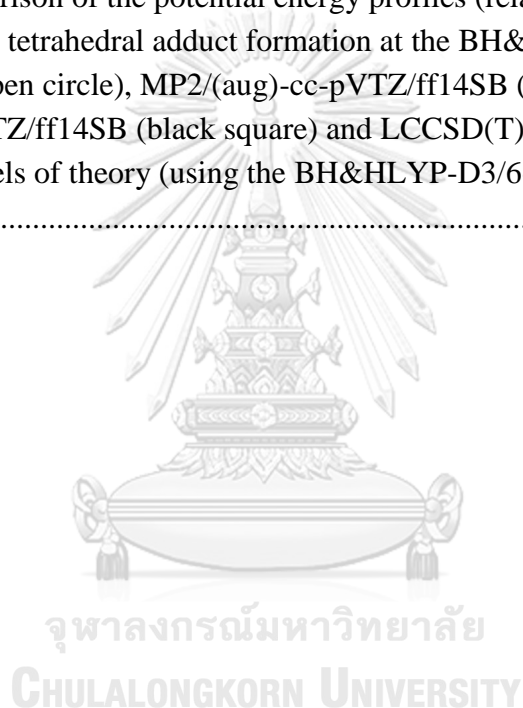 rison of the potential energy profiles (rela
tetrahedral adduct formation at the BH&
pen circle), MP2/(aug)-cc-pVTZ/ff14SB (
TZ/ff14SB (black square) and LCCSD(T)
els of theory (using the BH&HLYP-D3/6
........................................................................
จุฬาลงกรณ์มหาวิทยาลัย
CHULALONGKORN UNIVERSITY